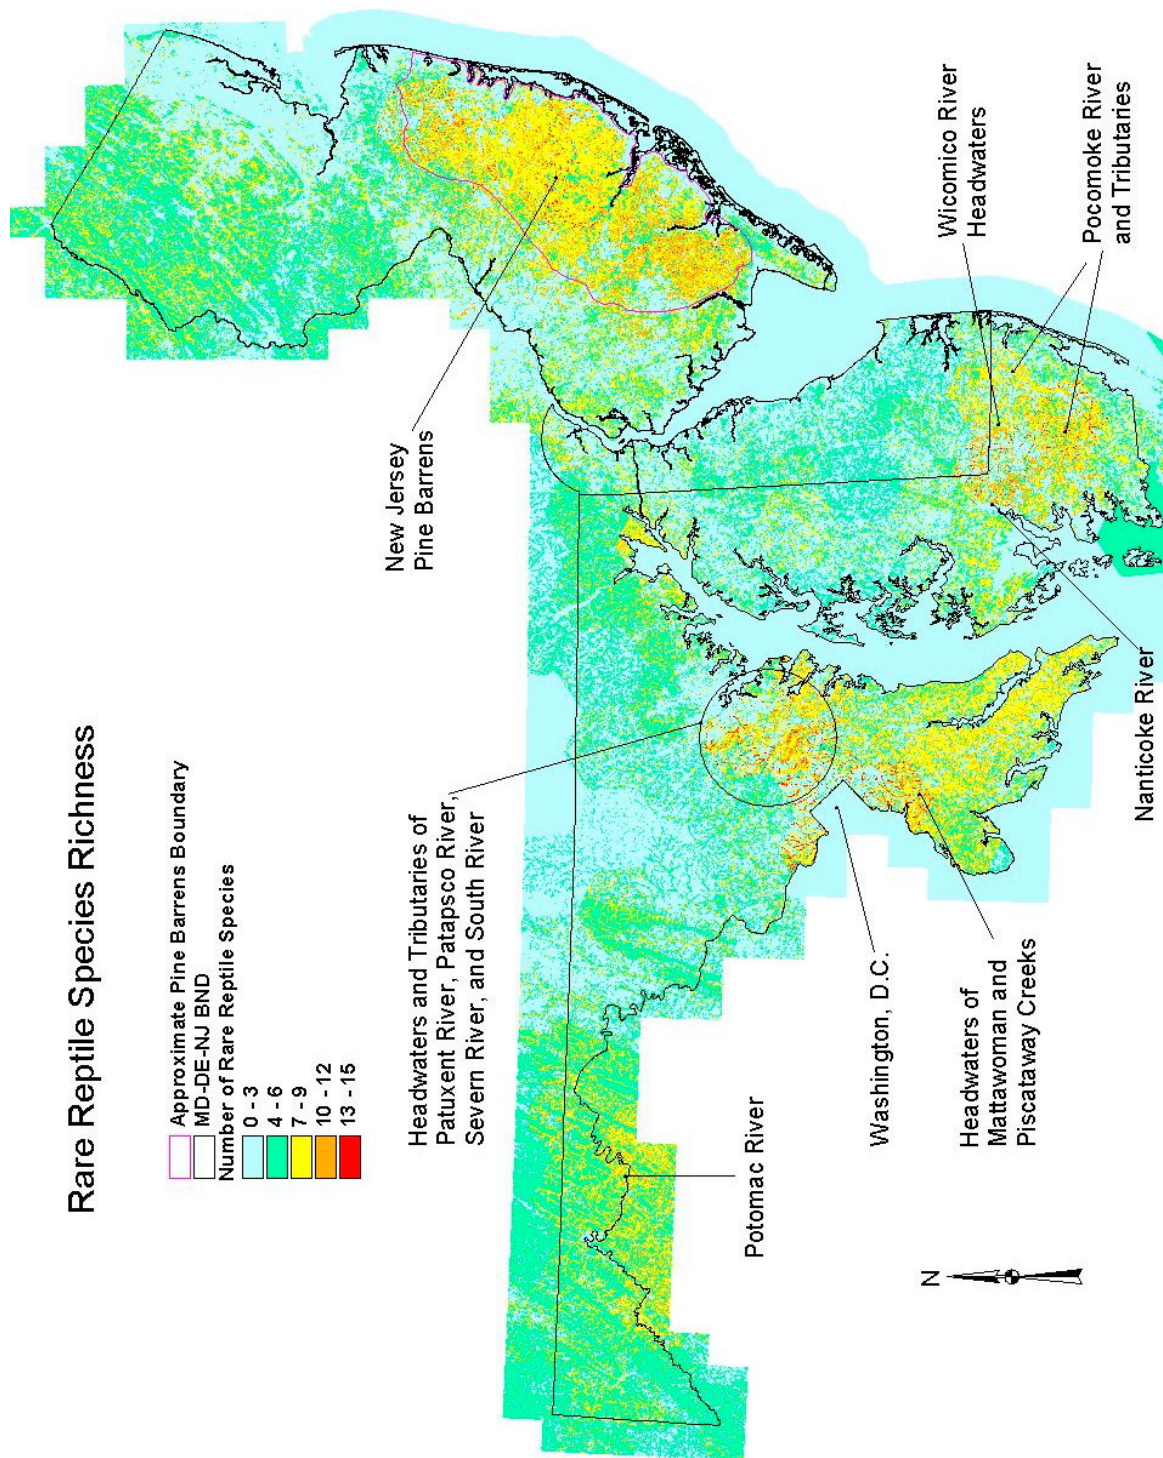 Rare Reptile Species Richness
Approximate Pine Barrens Boundary
MD-DE-NJ BND
Number of Rare Reptile Species
0 - 3
4 - 6
7 - 9
10 -12
13 -15
Headwaters and Tributaries of
Patuxent River, Patapsco River,
Severn River, and South River
New Jersey
Pine Barrens
Wicomico River
Headwaters
Pocomoke River
and Tributaries
Potomac River
Washington, D.C.
Headwaters of
Mattawoman and
Piscataway Creeks
Nanticoke River
N